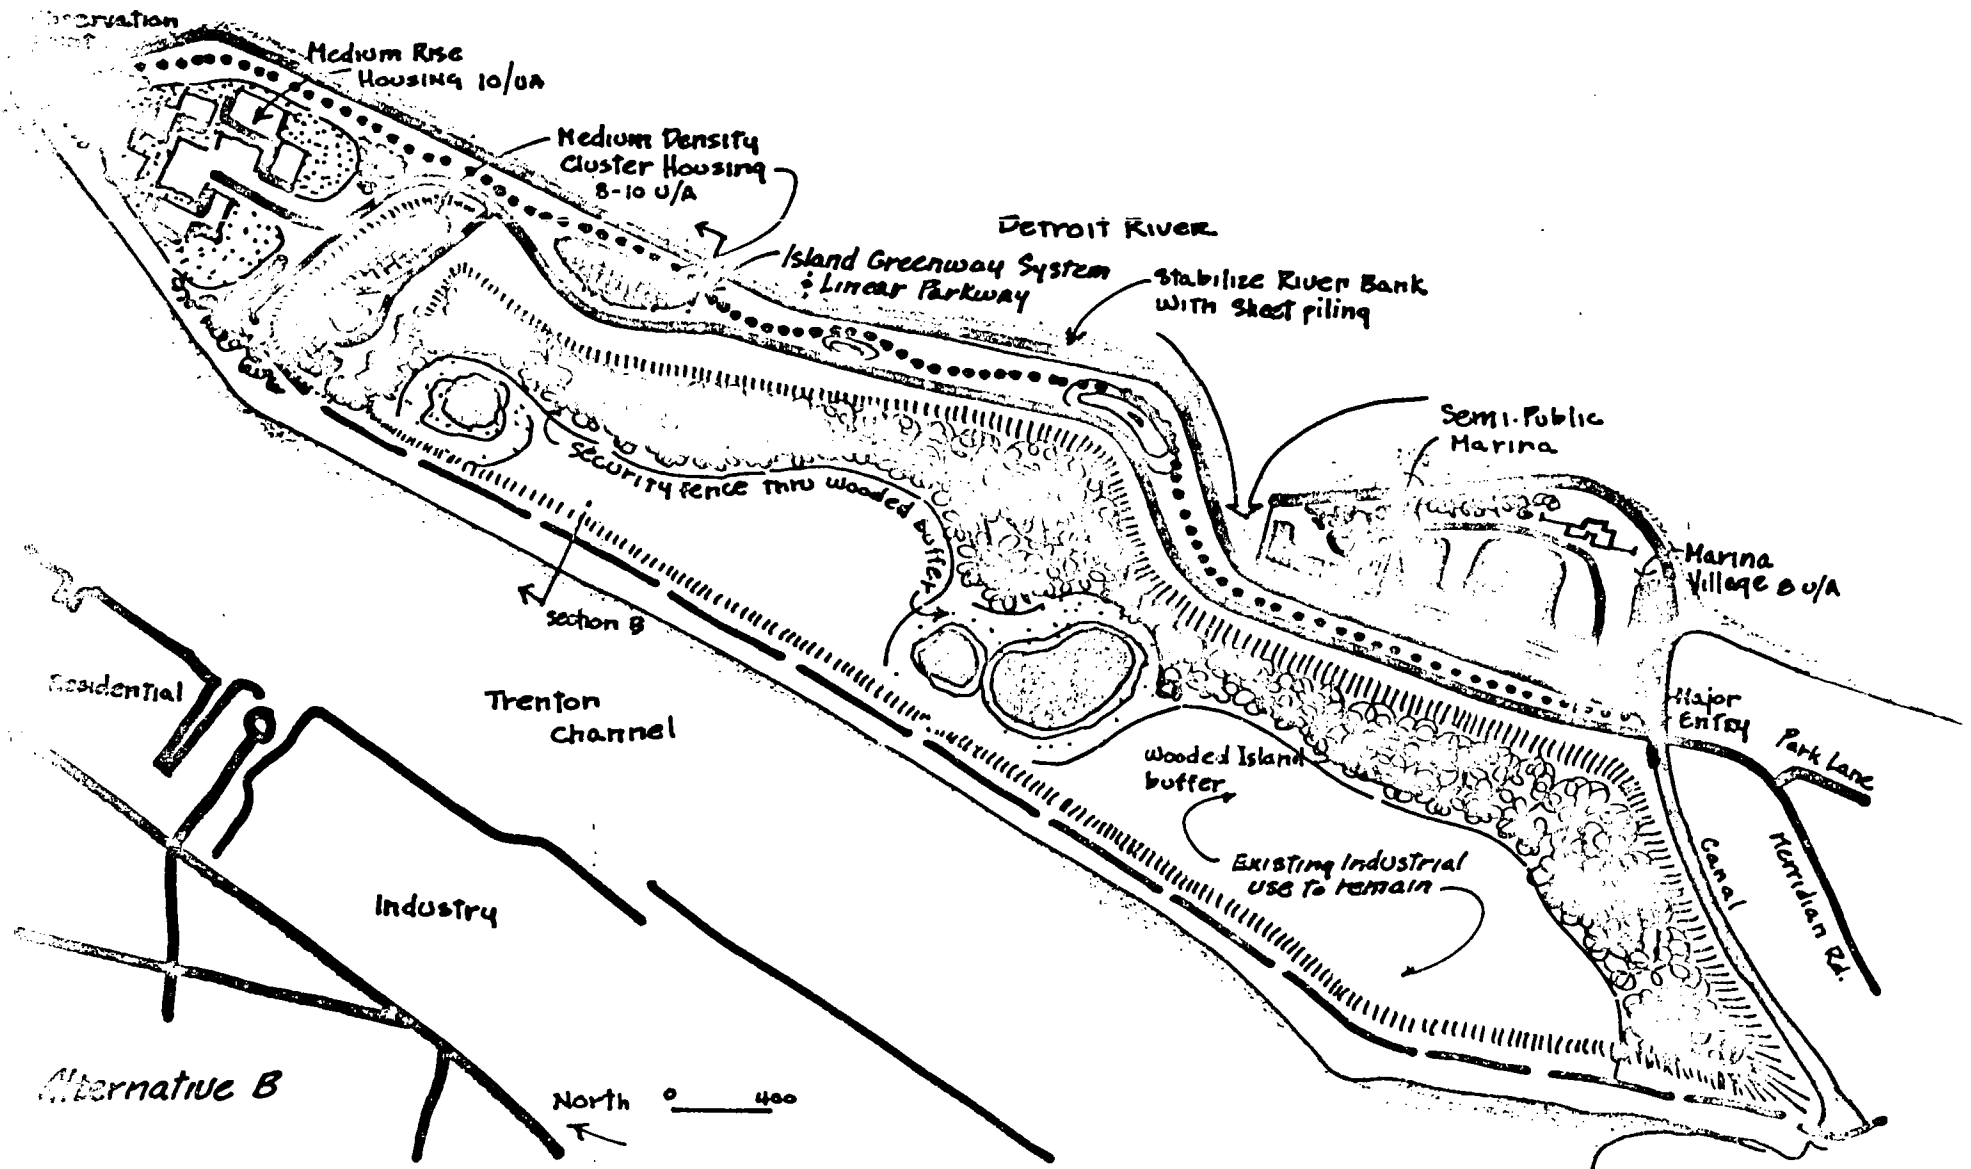 Observation
Point
Medium Rise
Housing 10/UA
Medium Density
Cluster Housing
8-10 U/A
Detroit River
Island Greenway System
& Linear Parkway
Stabilize River Bank
with Sheet piling
Semi-Public
Marina
Marina
Village 8 U/A
Security fence thru wooded buffer
section B
Residential
Trenton
Channel
Major
Entry
Park Lane
Wooded Island
buffer
Existing industrial
use to remain
Canal
Merridian Rd.
Industry
Alternative B
North
0 400